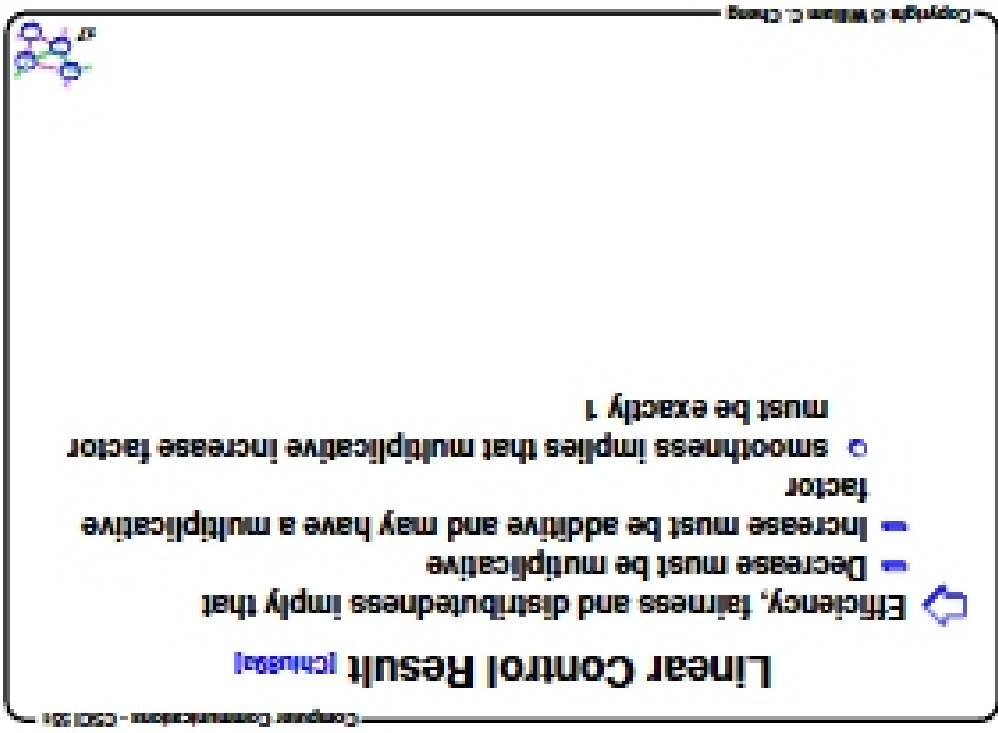 Computer Communications - CSCI 551
Linear Control Result [Chiu89a]
Efficiency, fairness and distributedness imply that
Decrease must be multiplicative
Increase must be additive and may have a multiplicative
factor
smoothness implies that multiplicative increase factor
must be exactly 1
Copyright © William C. Cheng